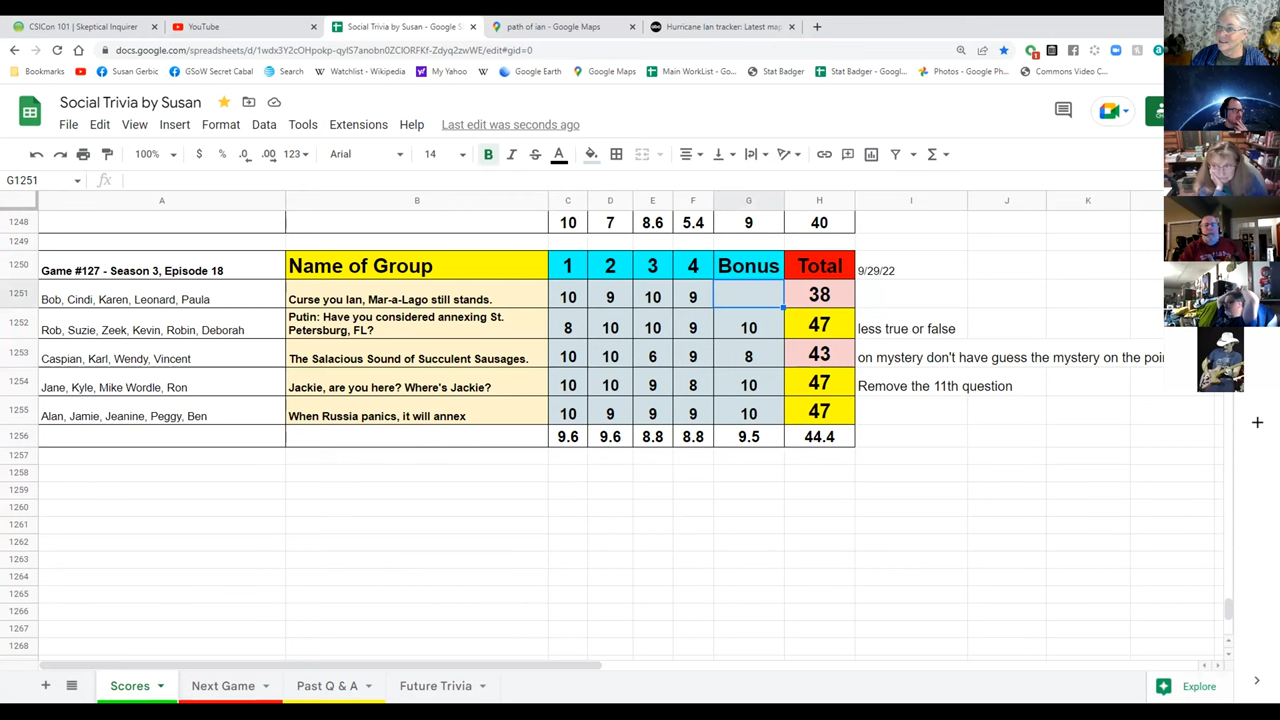 CSICon 101 | Skeptical Inquirer
YouTube
Social Trivia by Susan - Google S
path of ian - Google Maps
Hurricane Ian tracker: Latest map
docs.google.com/spreadsheets/d/1wdx3Y2cOHpokp-qyIS7anobn0ZCIORFKf-Zdyq2zwWE/edit#gid=0
Bookmarks
Susan Gerbic
GSoW Secret Cabal
Search
Watchlist - Wikipedia
My Yahoo
Google Earth
Google Maps
Main WorkList - Go...
Stat Badger
Stat Badger - Googl...
Photos - Google Ph...
Commons Video C...
Social Trivia by Susan
File Edit View Insert Format Data Tools Extensions Help Last edit was seconds ago
100% $ % .0 .00 123 Arial 14 B I S A
G1251 fx
A B C D E F G H I J K
1248 10 7 8.6 5.4 9 40
1249
1250 Game #127 - Season 3, Episode 18 Name of Group 1 2 3 4 Bonus Total 9/29/22
1251 Bob, Cindi, Karen, Leonard, Paula Curse you Ian, Mar-a-Lago still stands. 10 9 10 9 38
1252 Rob, Suzie, Zeek, Kevin, Robin, Deborah Putin: Have you considered annexing St.
Petersburg, FL? 8 10 10 9 10 47 less true or false
1253 Caspian, Karl, Wendy, Vincent The Salacious Sound of Succulent Sausages. 10 10 6 9 8 43 on mystery don't have guess the mystery on the poi
1254 Jane, Kyle, Mike Wordle, Ron Jackie, are you here? Where's Jackie? 10 10 9 8 10 47 Remove the 11th question
1255 Alan, Jamie, Jeanine, Peggy, Ben When Russia panics, it will annex 10 9 9 9 10 47
1256 9.6 9.6 8.8 8.8 9.5 44.4
1257
1258
1259
1260
1261
1262
1263
1264
1265
1266
1267
1268
Scores
Next Game
Past Q & A
Future Trivia
Explore